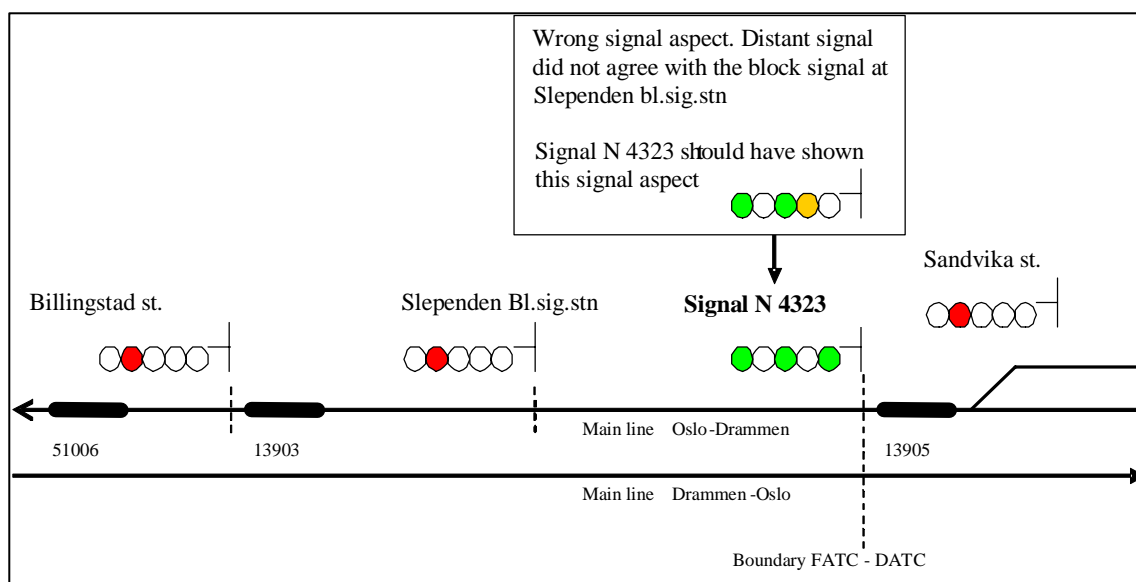 Wrong signal aspect. Distant signal
did not agree with the block signal at
Slependen bl.sig.stn
Signal N 4323 should have shown
this signal aspect
Sandvika st.
Billingstad st.
Slependen Bl.sig.stn
Signal N 4323
Main line Oslo-Drammen
51006
13903
13905
Main line Drammen-Oslo
Boundary FATC - DATC